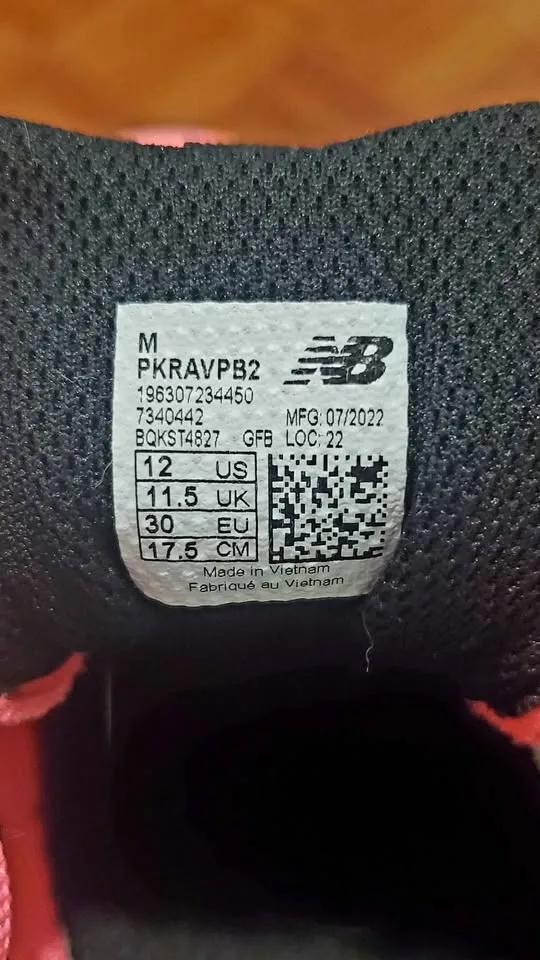 M
PKRAVPB2
NB
196307234450
7340442 MFG: 07/2022
BQKST4827 GFB LOC: 22
12 US
11.5 UK
30 EU
17.5 CM
Made in Vietnam
Fabriqué au Vietnam